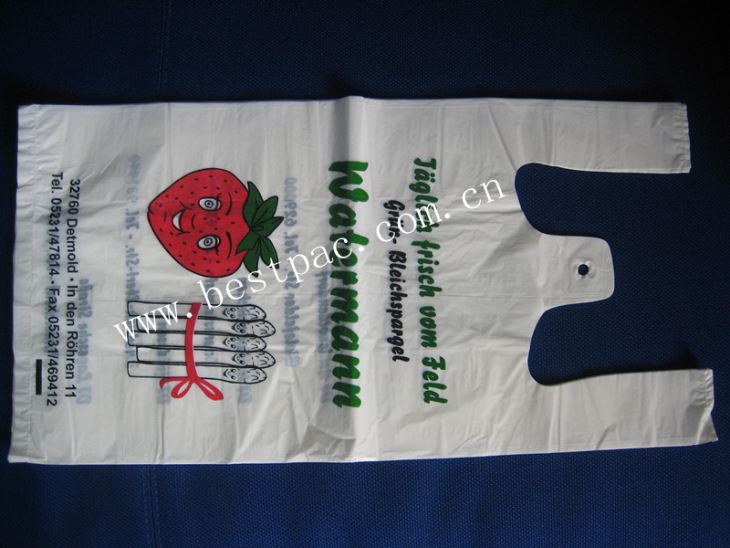 Täglich frisch vom Feld
Grün- Bleichspargel
Watermann
32760 Detmold · In den Röhren 11
Tel. 05231/47814 · Fax 05231/469412
www.bestpac.com.cn